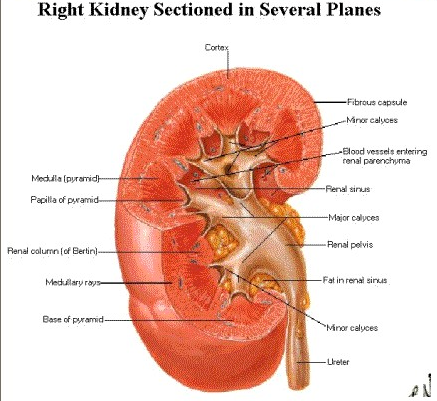 Right Kidney Sectioned in Several Planes
Cortex
Fibrous capsule
Minor calyces
Blood vessels entering
renal parenchyma
Medulla (pyramid)
Renal sinus
Papilla of pyramid
Major calyces
Renal column (of Bertin)
Renal pelvis
Medullary rays
Fat in renal sinus
Base of pyramid
Minor calyces
Ureter